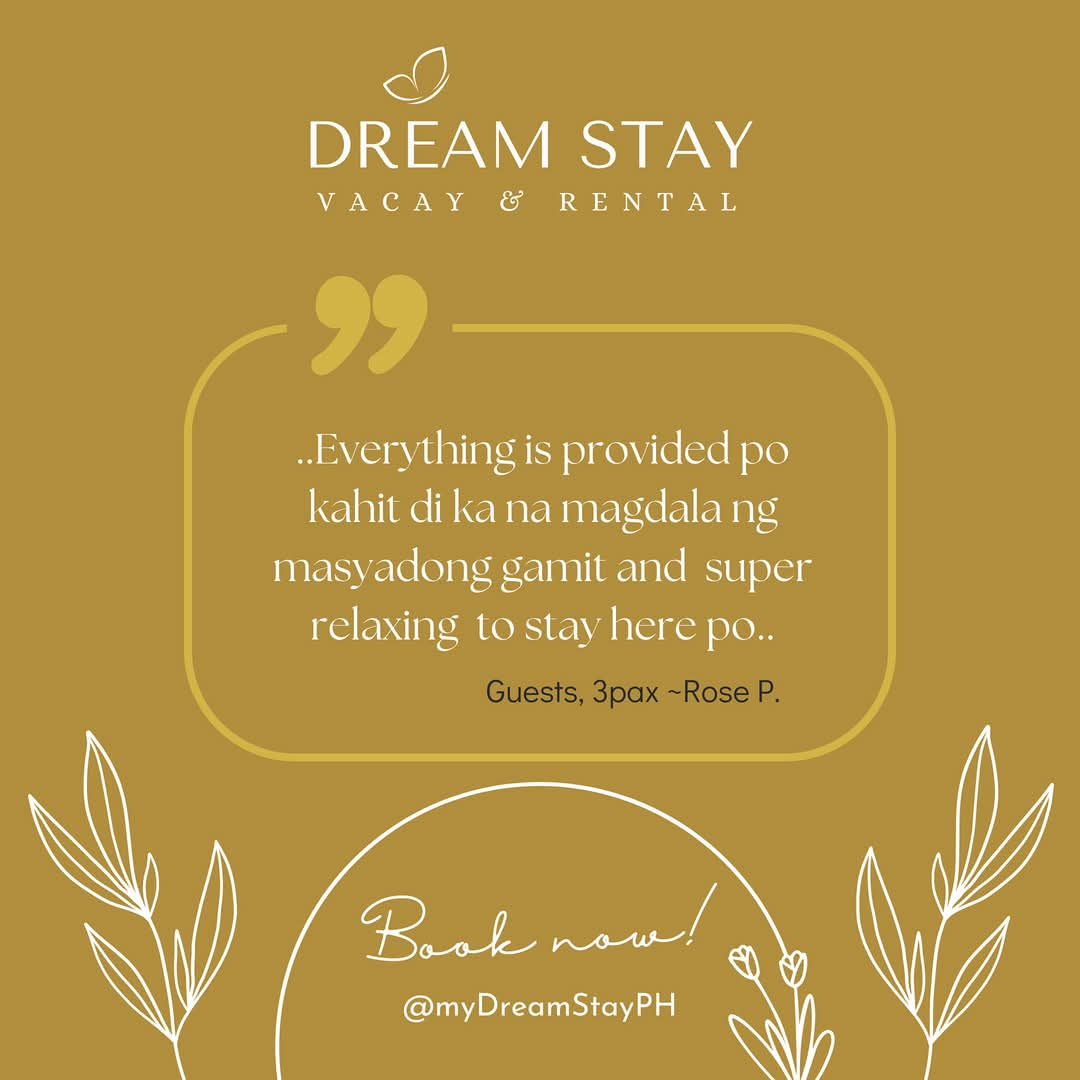 DREAM STAY
VACAY & RENTAL
..Everything is provided po
kahit di ka na magdala ng
masyadong gamit and  super
relaxing  to stay here po..
Guests, 3pax ~Rose P.
Book now!
@myDreamStayPH